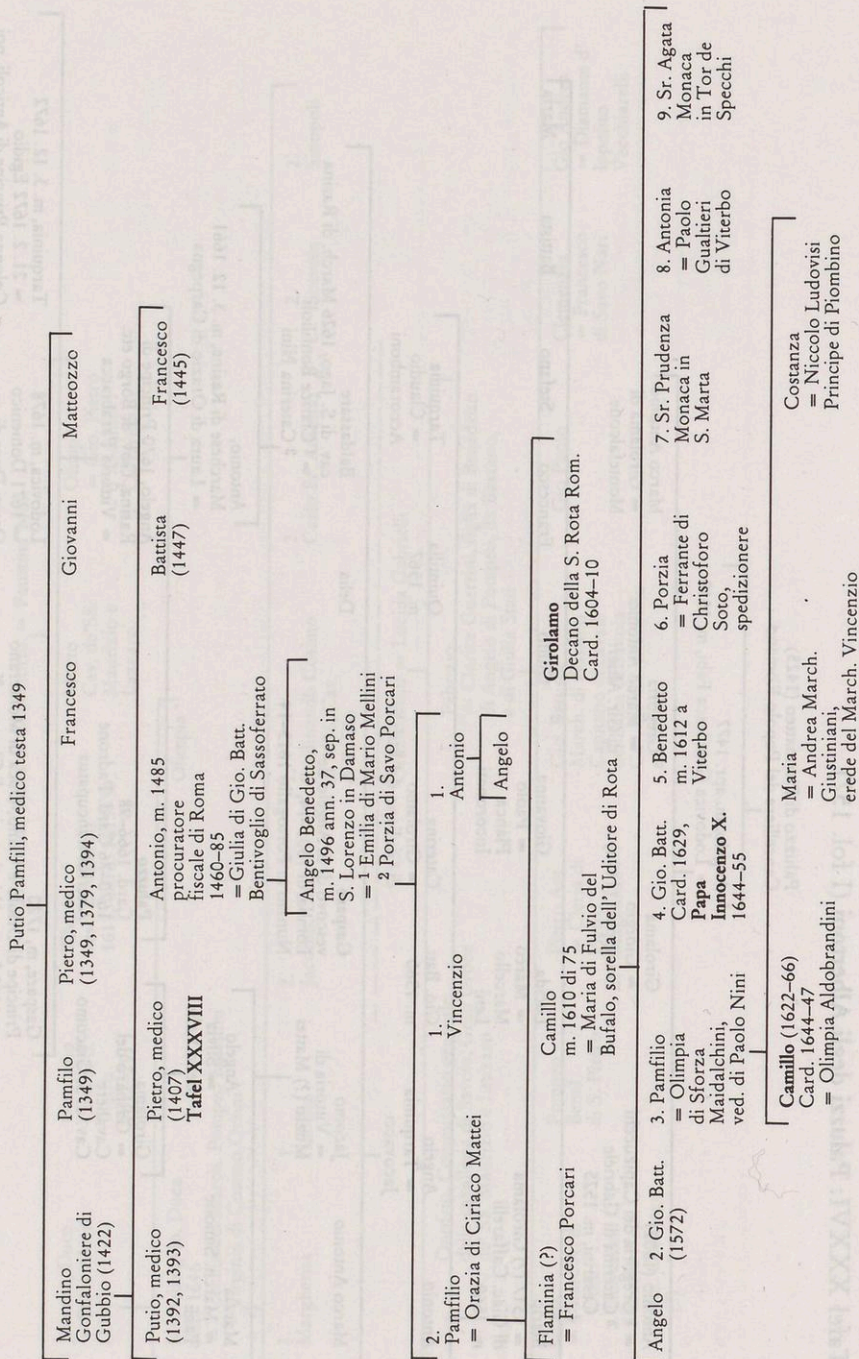 Putio Pamfili, medico testa 1349
Mandino
Gonfaloniere di
Gubbio (1422)
Pamfilo
(1349)
Pietro, medico
(1349, 1379, 1394)
Francesco
Giovanni
Matteozzo
Putio, medico
(1392, 1393)
Pietro, medico
(1407)
Tafel XXXVIII
Antonio, m. 1485
procuratore
fiscale di Roma
1460–85
= Giulia di Gio. Batt.
Bentivoglio di Sassoferrato
Battista
(1447)
Francesco
(1445)
Angelo Benedetto,
m. 1496 ann. 37, sep. in
S. Lorenzo in Damaso
= 1 Emilia di Mario Mellini
2 Porzia di Savo Porcari
2.
Pamfilio
= Orazia di Ciriaco Mattei
1.
Vincenzio
1.
Antonio
Angelo
Flaminia (?)
= Francesco Porcari
Camillo
m. 1610 di 75
= Maria di Fulvio del
Bufalo, sorella dell' Uditore di Rota
Girolamo
Decano della S. Rota Rom.
Card. 1604–10
Angelo
2. Gio. Batt.
(1572)
3. Pamfilio
= Olimpia
di Sforza
Maidalchini,
ved. di Paolo Nini
4. Gio. Batt.
Card. 1629,
Papa
Innocenzo X.
1644–55
5. Benedetto
m. 1612 a
Viterbo
6. Porzia
= Ferrante di
Christoforo
Soto,
spedizionere
7. Sr. Prudenza
Monaca in
S. Marta
8. Antonia
= Paolo
Gualtieri
di Viterbo
9. Sr. Agata
Monaca
in Tor de
Specchi
Camillo (1622–66)
Card. 1644–47
= Olimpia Aldobrandini
Maria
= Andrea March.
Giustiniani,
erede del March. Vincenzio
Costanza
= Niccolo Ludovisi
Principe di Piombino